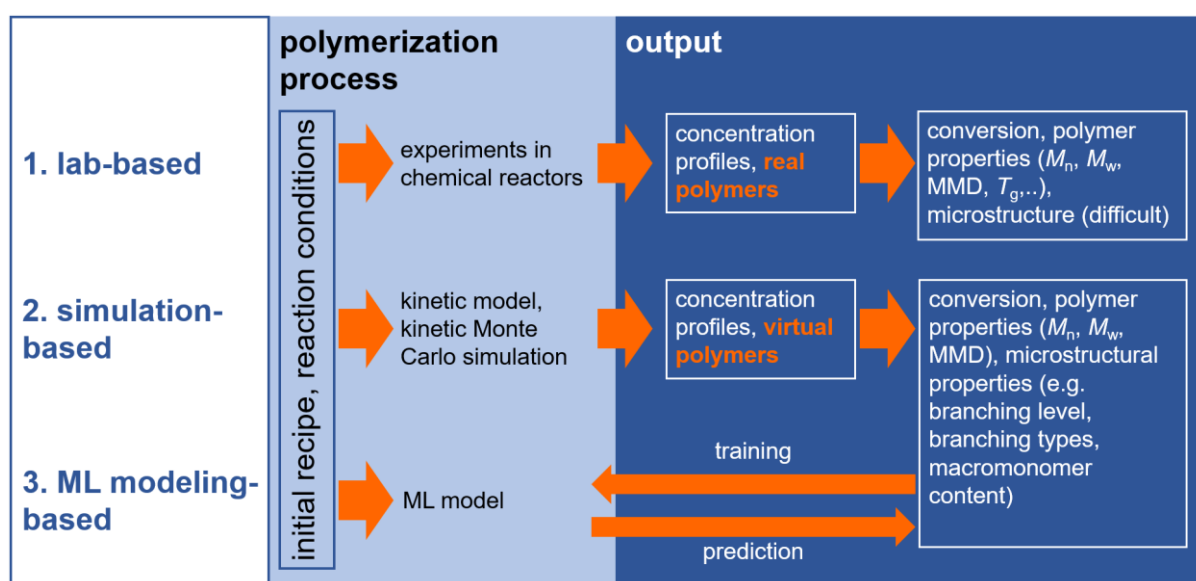 polymerization
process
output
initial recipe, reaction conditions
1. lab-based
experiments in
chemical reactors
concentration
profiles, real
polymers
conversion, polymer
properties (Mn, Mw,
MMD, Tg,..),
microstructure (difficult)
2. simulation-
based
kinetic model,
kinetic Monte
Carlo simulation
concentration
profiles, virtual
polymers
conversion, polymer
properties (Mn, Mw,
MMD), microstructural
properties (e.g.
branching level,
branching types,
macromonomer
content)
3. ML modeling-
based
ML model
training
prediction